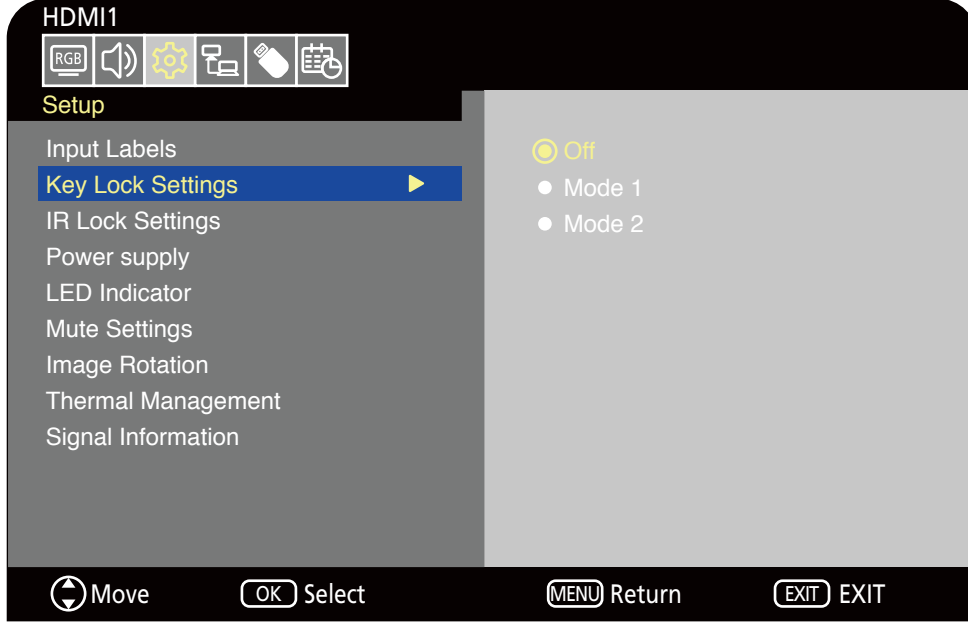 HDMI1
RGB
Setup
Input Labels
Key Lock Settings
IR Lock Settings
Power supply
LED Indicator
Mute Settings
Image Rotation
Thermal Management
Signal Information
Off
Mode 1
Mode 2
Move OK Select MENU Return EXIT EXIT